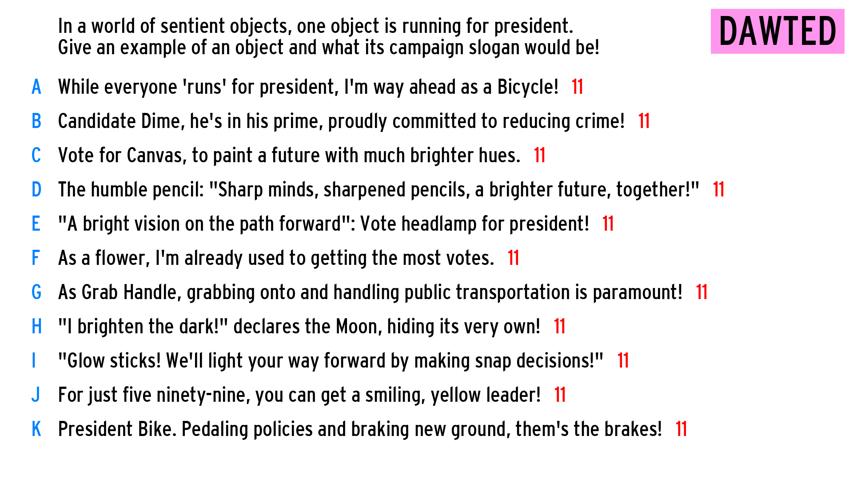 In a world of sentient objects, one object is running for president.
Give an example of an object and what its campaign slogan would be!
DAWTED
A While everyone 'runs' for president, I'm way ahead as a Bicycle! 11
B Candidate Dime, he's in his prime, proudly committed to reducing crime! 11
C Vote for Canvas, to paint a future with much brighter hues. 11
D The humble pencil: "Sharp minds, sharpened pencils, a brighter future, together!" 11
E "A bright vision on the path forward": Vote headlamp for president! 11
F As a flower, I'm already used to getting the most votes. 11
G As Grab Handle, grabbing onto and handling public transportation is paramount! 11
H "I brighten the dark!" declares the Moon, hiding its very own! 11
I "Glow sticks! We'll light your way forward by making snap decisions!" 11
J For just five ninety-nine, you can get a smiling, yellow leader! 11
K President Bike. Pedaling policies and braking new ground, them's the brakes! 11